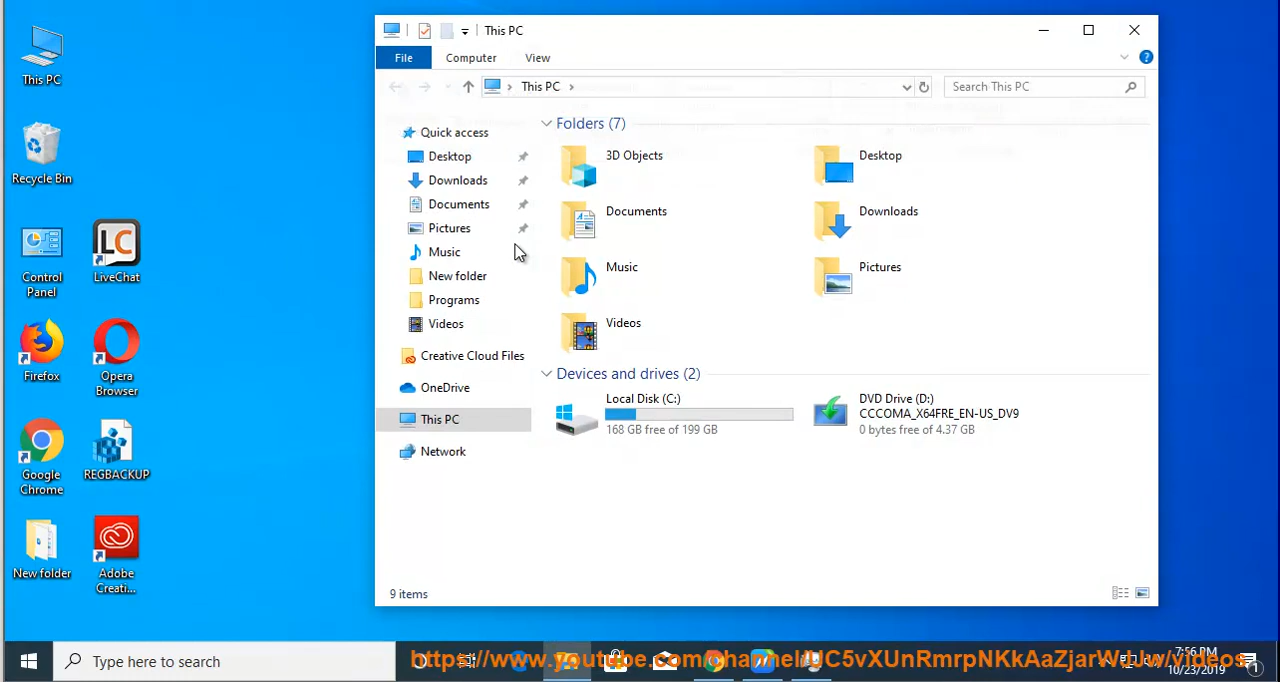 This PC
File
Computer
View
This PC
Search This PC
This PC
Recycle Bin
Control
Panel
LiveChat
Firefox
Opera
Browser
Google
Chrome
REGBACKUP
New folder
Adobe
Creati...
Quick access
Desktop
Downloads
Documents
Pictures
Music
New folder
Programs
Videos
Creative Cloud Files
OneDrive
This PC
Network
Folders (7)
3D Objects
Desktop
Documents
Downloads
Music
Pictures
Videos
Devices and drives (2)
Local Disk (C:)
168 GB free of 199 GB
DVD Drive (D:)
CCCOMA_X64FRE_EN-US_DV9
0 bytes free of 4.37 GB
9 items
Type here to search
7:56 PM
10/23/2019
1